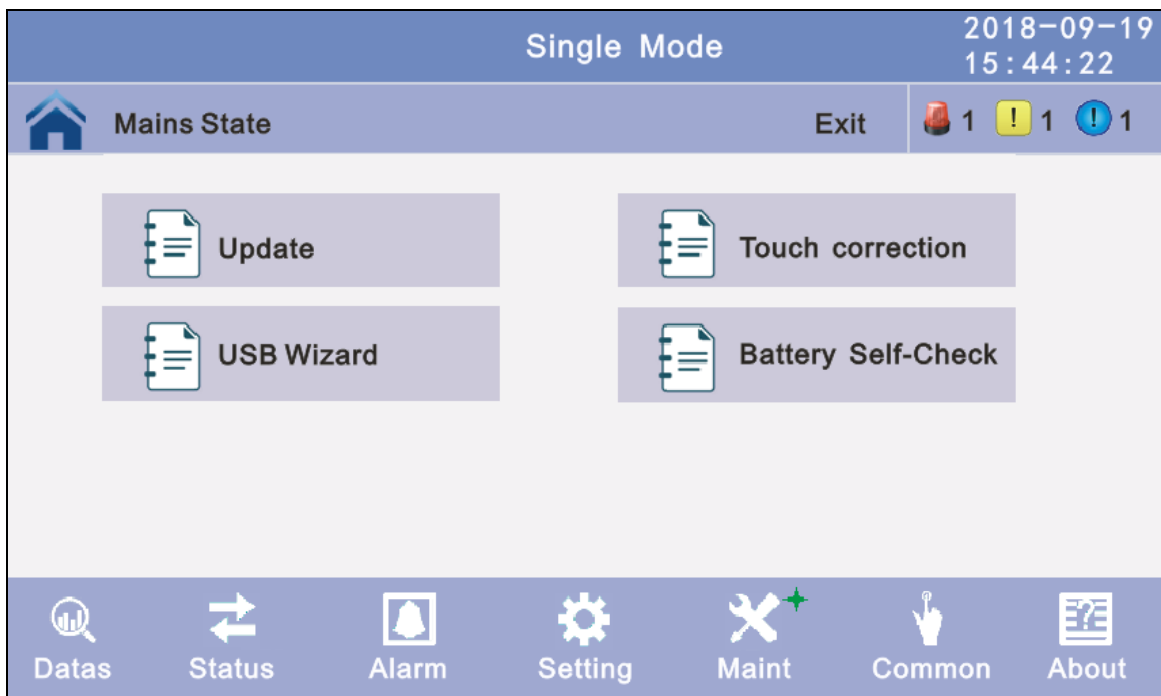 Single Mode
2018-09-19
15:44:22
Mains State
Exit
1
! 1
! 1
Update
Touch correction
USB Wizard
Battery Self-Check
Datas
Status
Alarm
Setting
Maint
Common
?
About